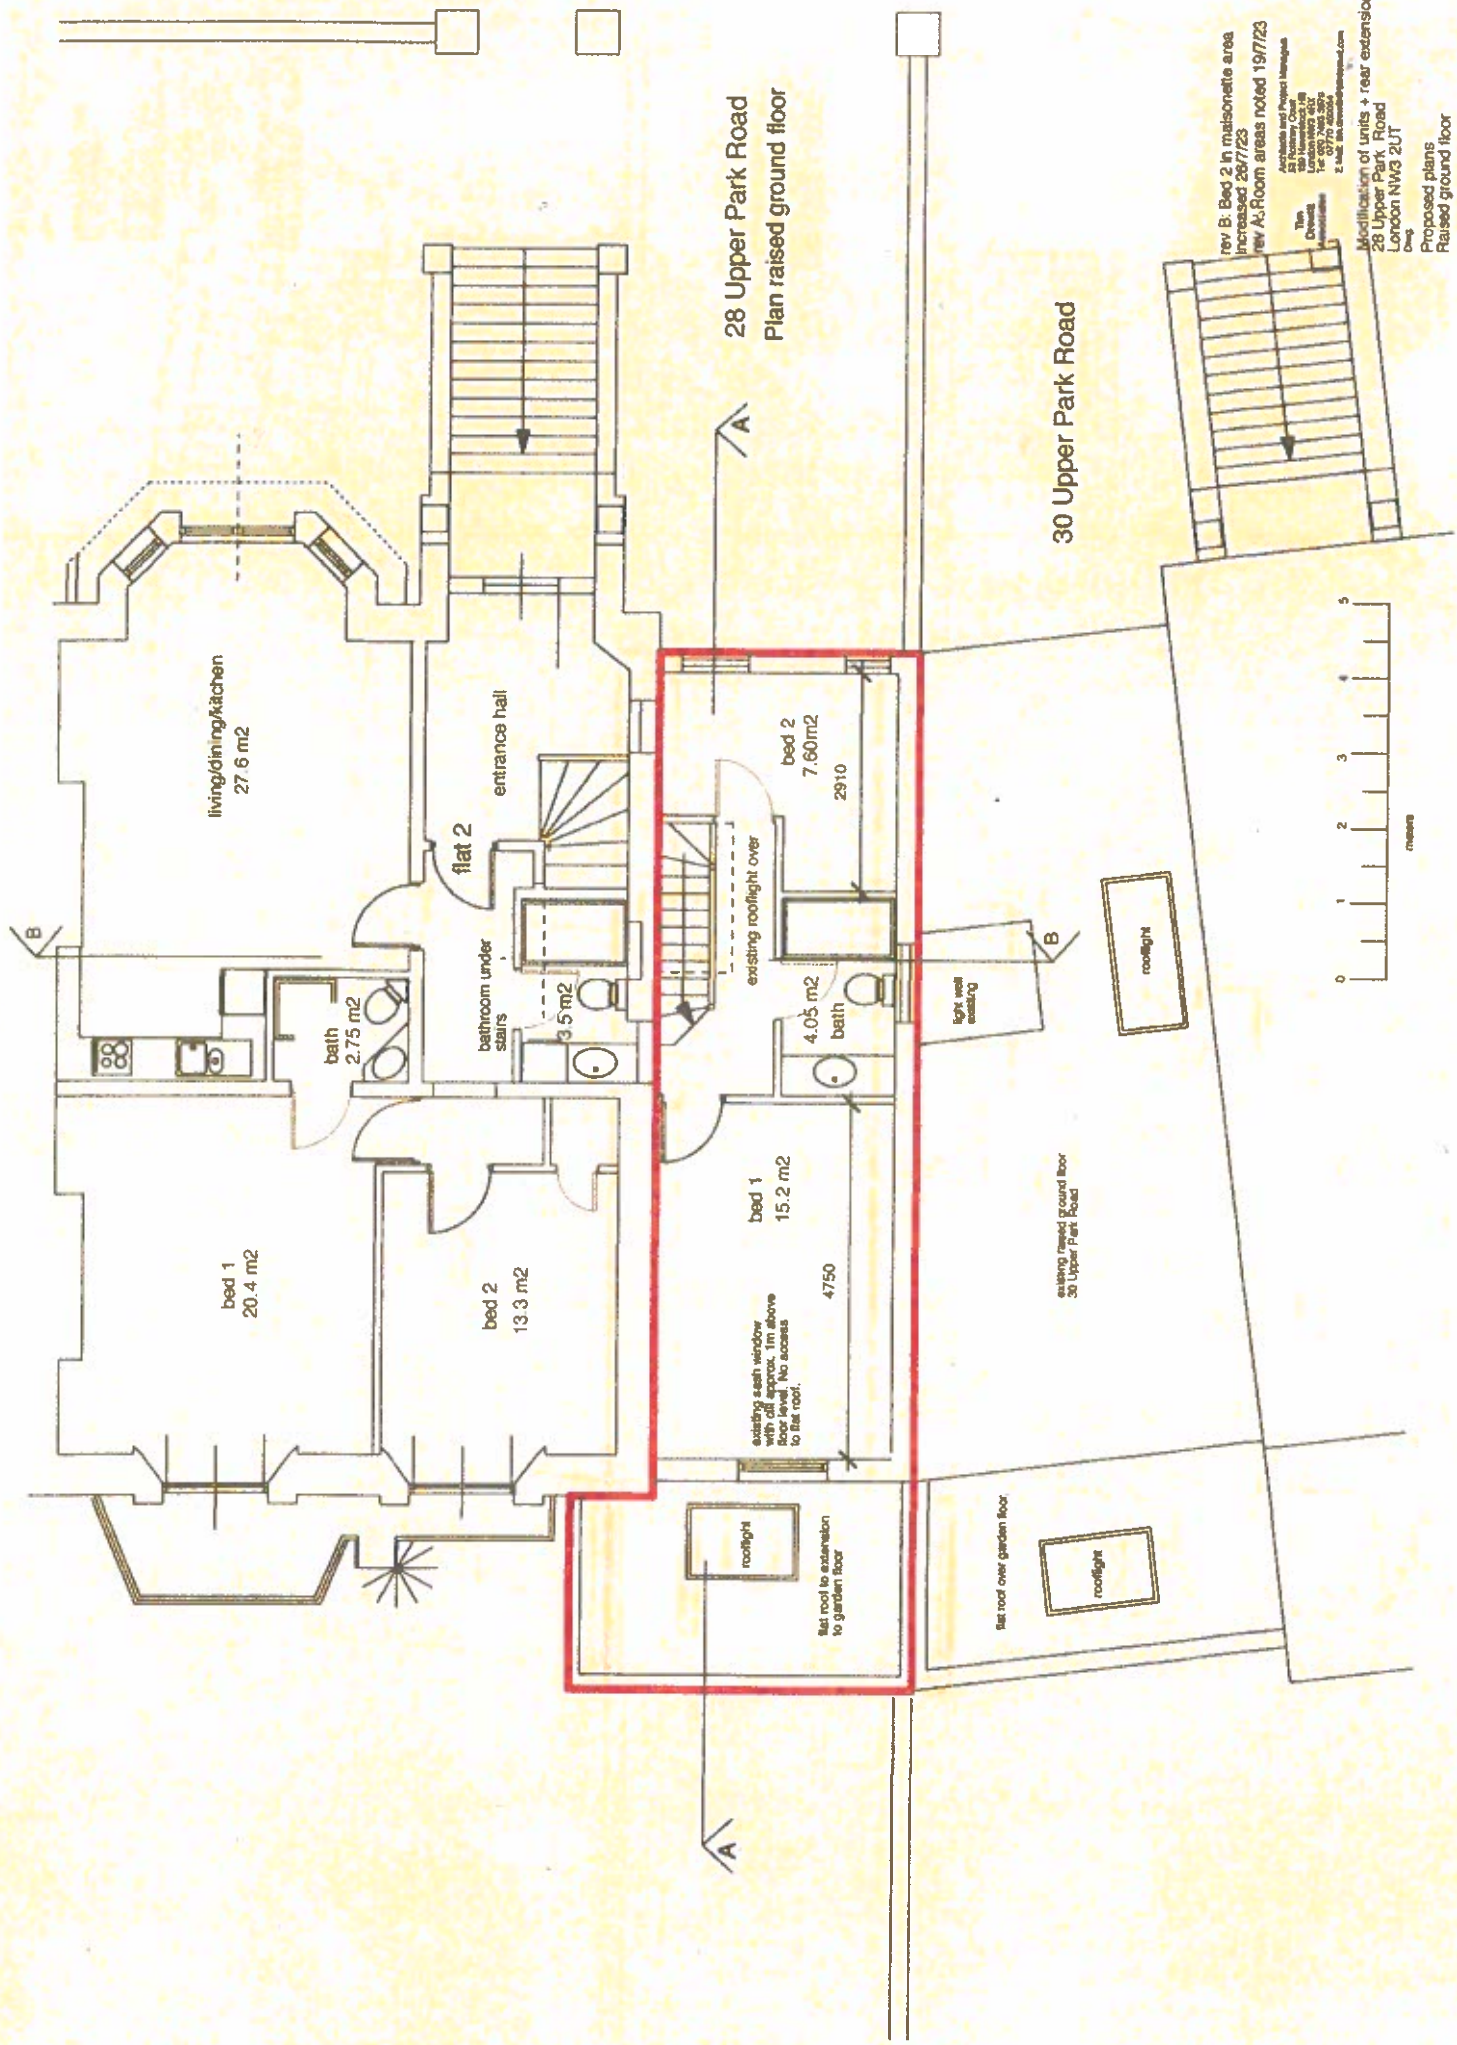 28 Upper Park Road
Plan raised ground floor
30 Upper Park Road
rev B: Bed 2 in maisonette area
increased 26/7/23
rev A: Room areas noted 19/7/23
Architects and Project Managers
Modification of units + rear extension
28 Upper Park Road
London NW3 2UT
Dwg
Proposed plans
Raised ground floor
living/dining/kitchen
27.6 m2
flat 2
entrance hall
bath
2.75 m2
bathroom under
stairs
3.5 m2
bed 1
20.4 m2
bed 2
13.3 m2
bed 2
7.60m2
2910
existing rooflight over
4.05 m2
bath
bed 1
15.2 m2
4750
existing sash window
with cill approx. 1m above
floor level. No access
to flat roof.
rooflight
flat roof to extension
to garden floor
flat roof over garden floor
rooflight
light well
existing
existing raised ground floor
30 Upper Park Road
rooflight
A
A
B
B
0 1 2 3 4 5
meters